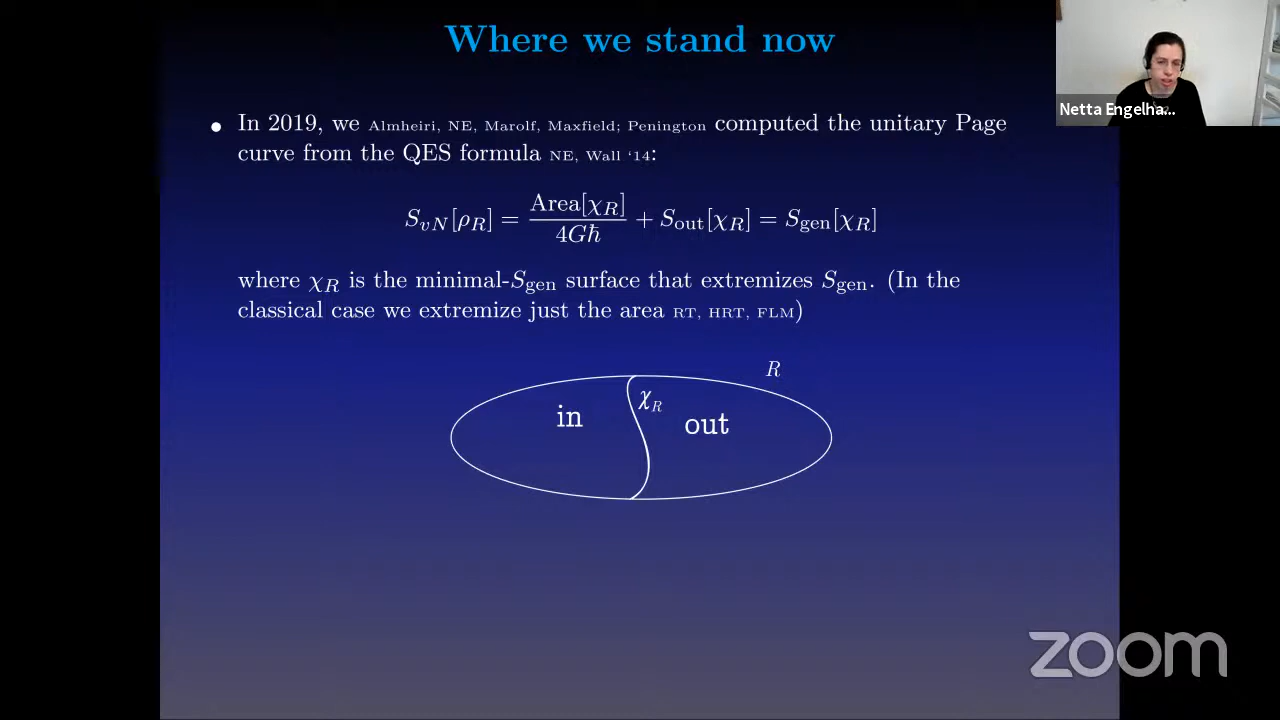 Where we stand now
Netta Engelha...
• In 2019, we Almheiri, NE, Marolf, Maxfield; Penington computed the unitary Page
curve from the QES formula NE, Wall ‘14:
S_{vN}[ρ_R] = Area[χ_R]/4Għ + S_out[χ_R] = S_gen[χ_R]
where χ_R is the minimal-S_gen surface that extremizes S_gen. (In the
classical case we extremize just the area RT, HRT, FLM)
R
χ_R
in
out
zoom